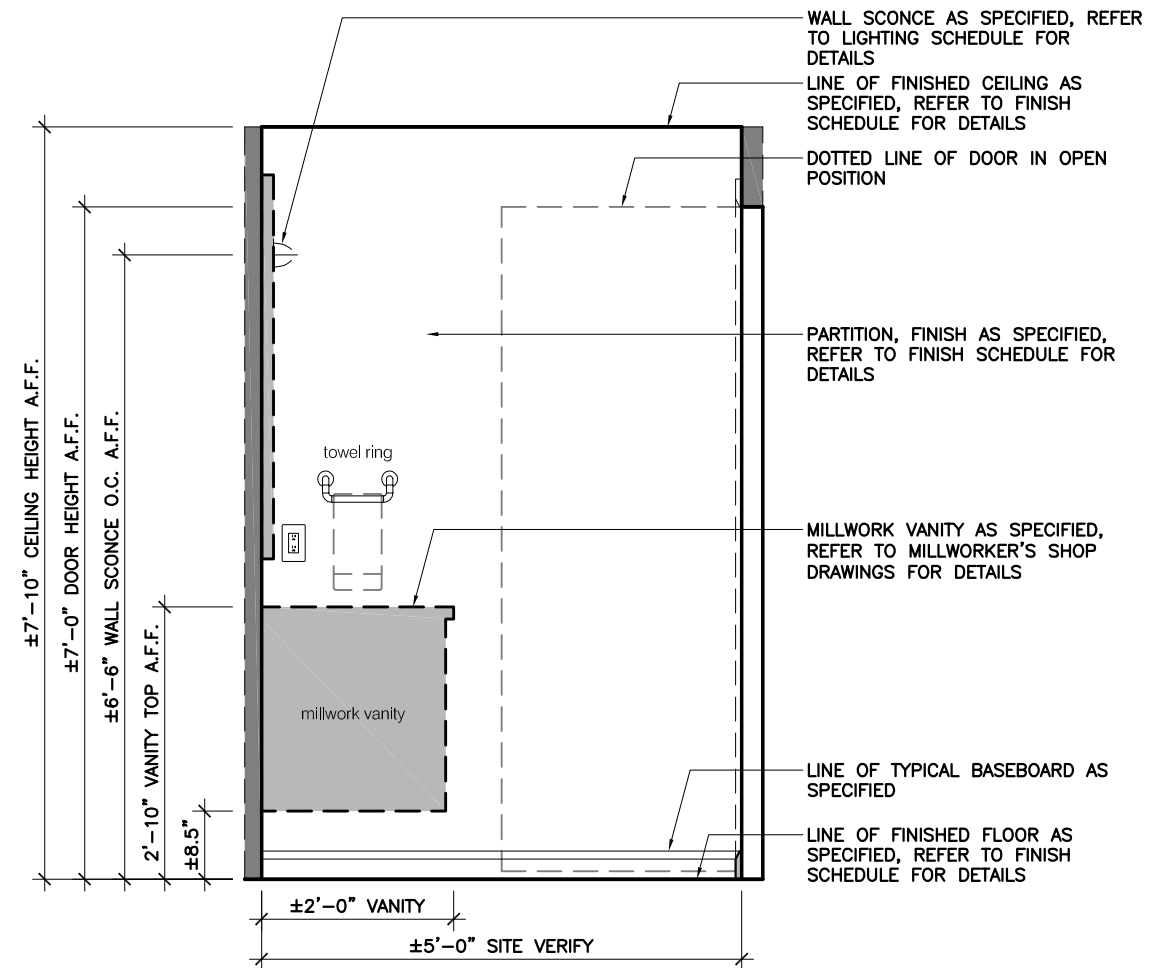 WALL SCONCE AS SPECIFIED, REFER
TO LIGHTING SCHEDULE FOR
DETAILS
LINE OF FINISHED CEILING AS
SPECIFIED, REFER TO FINISH
SCHEDULE FOR DETAILS
DOTTED LINE OF DOOR IN OPEN
POSITION
PARTITION, FINISH AS SPECIFIED,
REFER TO FINISH SCHEDULE FOR
DETAILS
MILLWORK VANITY AS SPECIFIED,
REFER TO MILLWORKER'S SHOP
DRAWINGS FOR DETAILS
LINE OF TYPICAL BASEBOARD AS
SPECIFIED
LINE OF FINISHED FLOOR AS
SPECIFIED, REFER TO FINISH
SCHEDULE FOR DETAILS
±7'-10" CEILING HEIGHT A.F.F.
±7'-0" DOOR HEIGHT A.F.F.
±6'-6" WALL SCONCE O.C. A.F.F.
2'-10" VANITY TOP A.F.F.
±8.5"
towel ring
millwork vanity
±2'-0" VANITY
±5'-0" SITE VERIFY